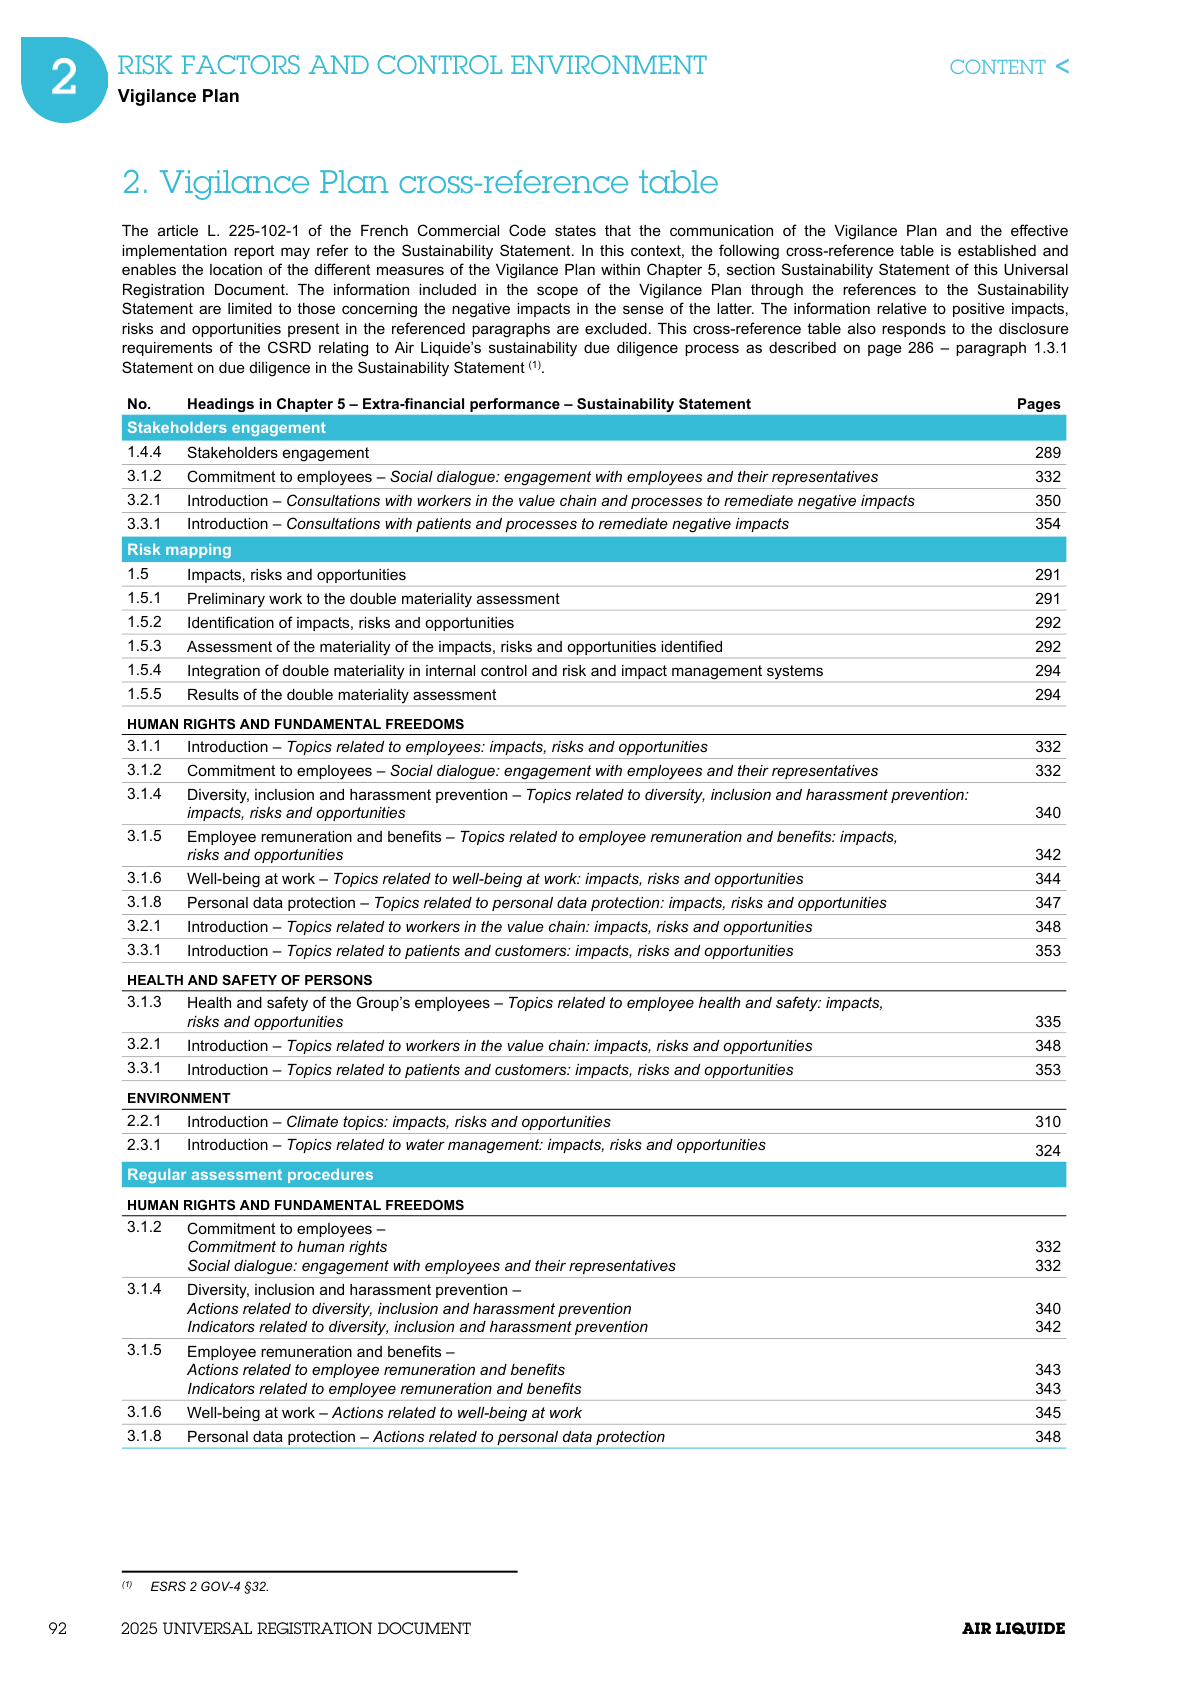 2
RISK FACTORS AND CONTROL ENVIRONMENT
CONTENT <
Vigilance Plan
2. Vigilance Plan cross-reference table
The article L. 225-102-1 of the French Commercial Code states that the communication of the Vigilance Plan and the effective
implementation report may refer to the Sustainability Statement. In this context, the following cross-reference table is established and
enables the location of the different measures of the Vigilance Plan within Chapter 5, section Sustainability Statement of this Universal
Registration Document. The information included in the scope of the Vigilance Plan through the references to the Sustainability
Statement are limited to those concerning the negative impacts in the sense of the latter. The information relative to positive impacts,
risks and opportunities present in the referenced paragraphs are excluded. This cross-reference table also responds to the disclosure
requirements of the CSRD relating to Air Liquide’s sustainability due diligence process as described on page 286 – paragraph 1.3.1
Statement on due diligence in the Sustainability Statement (1).
No. Headings in Chapter 5 – Extra-financial performance – Sustainability Statement Pages
Stakeholders engagement
1.4.4 Stakeholders engagement 289
3.1.2 Commitment to employees – Social dialogue: engagement with employees and their representatives 332
3.2.1 Introduction – Consultations with workers in the value chain and processes to remediate negative impacts 350
3.3.1 Introduction – Consultations with patients and processes to remediate negative impacts 354
Risk mapping
1.5 Impacts, risks and opportunities 291
1.5.1 Preliminary work to the double materiality assessment 291
1.5.2 Identification of impacts, risks and opportunities 292
1.5.3 Assessment of the materiality of the impacts, risks and opportunities identified 292
1.5.4 Integration of double materiality in internal control and risk and impact management systems 294
1.5.5 Results of the double materiality assessment 294
HUMAN RIGHTS AND FUNDAMENTAL FREEDOMS
3.1.1 Introduction – Topics related to employees: impacts, risks and opportunities 332
3.1.2 Commitment to employees – Social dialogue: engagement with employees and their representatives 332
3.1.4 Diversity, inclusion and harassment prevention – Topics related to diversity, inclusion and harassment prevention:
impacts, risks and opportunities 340
3.1.5 Employee remuneration and benefits – Topics related to employee remuneration and benefits: impacts,
risks and opportunities 342
3.1.6 Well-being at work – Topics related to well-being at work: impacts, risks and opportunities 344
3.1.8 Personal data protection – Topics related to personal data protection: impacts, risks and opportunities 347
3.2.1 Introduction – Topics related to workers in the value chain: impacts, risks and opportunities 348
3.3.1 Introduction – Topics related to patients and customers: impacts, risks and opportunities 353
HEALTH AND SAFETY OF PERSONS
3.1.3 Health and safety of the Group’s employees – Topics related to employee health and safety: impacts,
risks and opportunities 335
3.2.1 Introduction – Topics related to workers in the value chain: impacts, risks and opportunities 348
3.3.1 Introduction – Topics related to patients and customers: impacts, risks and opportunities 353
ENVIRONMENT
2.2.1 Introduction – Climate topics: impacts, risks and opportunities 310
2.3.1 Introduction – Topics related to water management: impacts, risks and opportunities 324
Regular assessment procedures
HUMAN RIGHTS AND FUNDAMENTAL FREEDOMS
3.1.2 Commitment to employees –
Commitment to human rights 332
Social dialogue: engagement with employees and their representatives 332
3.1.4 Diversity, inclusion and harassment prevention –
Actions related to diversity, inclusion and harassment prevention 340
Indicators related to diversity, inclusion and harassment prevention 342
3.1.5 Employee remuneration and benefits –
Actions related to employee remuneration and benefits 343
Indicators related to employee remuneration and benefits 343
3.1.6 Well-being at work – Actions related to well-being at work 345
3.1.8 Personal data protection – Actions related to personal data protection 348
(1) ESRS 2 GOV-4 §32.
92 2025 UNIVERSAL REGISTRATION DOCUMENT AIR LIQUIDE